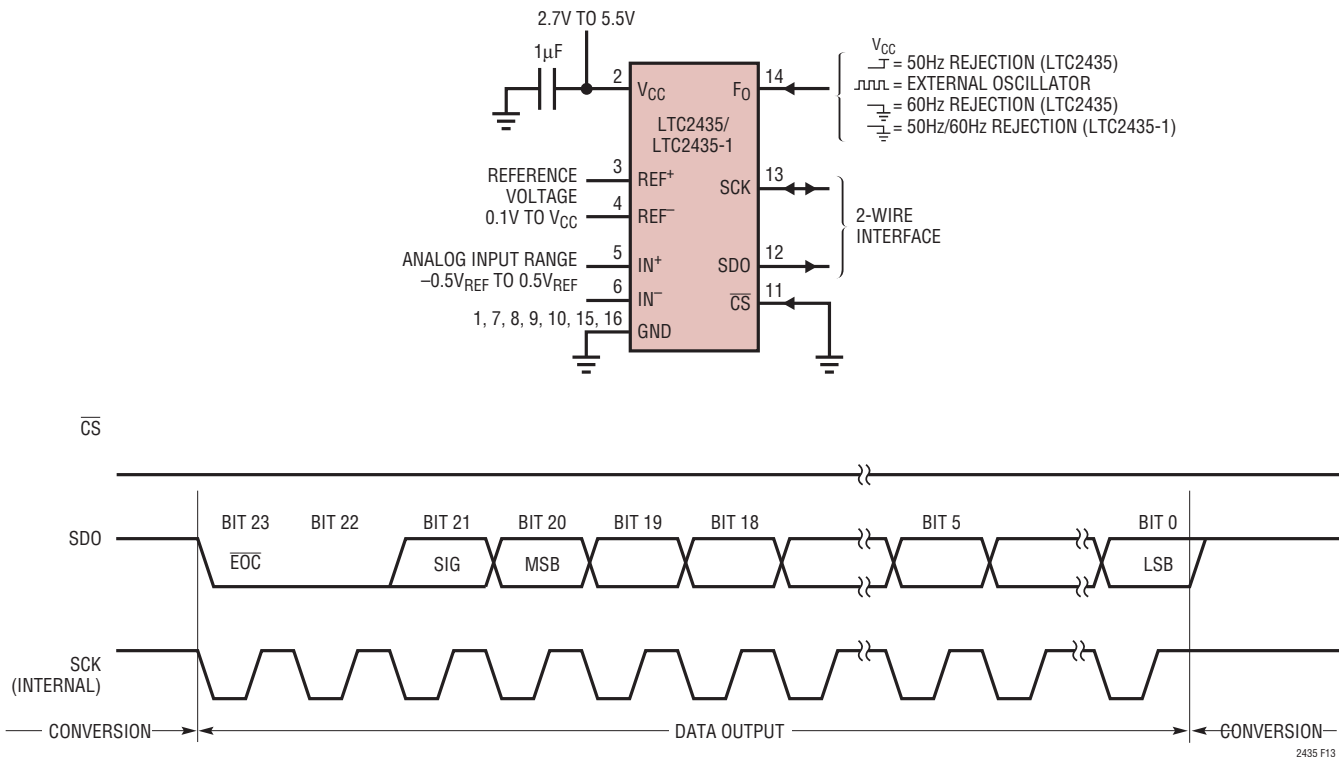 2.7V TO 5.5V
1µF
2
VCC
14
FO
LTC2435/
LTC2435-1
VCC
= 50Hz REJECTION (LTC2435)
= EXTERNAL OSCILLATOR
= 60Hz REJECTION (LTC2435)
= 50Hz/60Hz REJECTION (LTC2435-1)
REFERENCE
VOLTAGE
0.1V TO VCC
3
REF+
4
REF–
13
SCK
2-WIRE
INTERFACE
ANALOG INPUT RANGE
–0.5VREF TO 0.5VREF
5
IN+
6
IN–
12
SDO
11
CS
1, 7, 8, 9, 10, 15, 16
GND
CS
SDO
BIT 23
BIT 22
BIT 21
BIT 20
BIT 19
BIT 18
BIT 5
BIT 0
EOC
SIG
MSB
LSB
SCK
(INTERNAL)
CONVERSION
DATA OUTPUT
CONVERSION
2435 F13